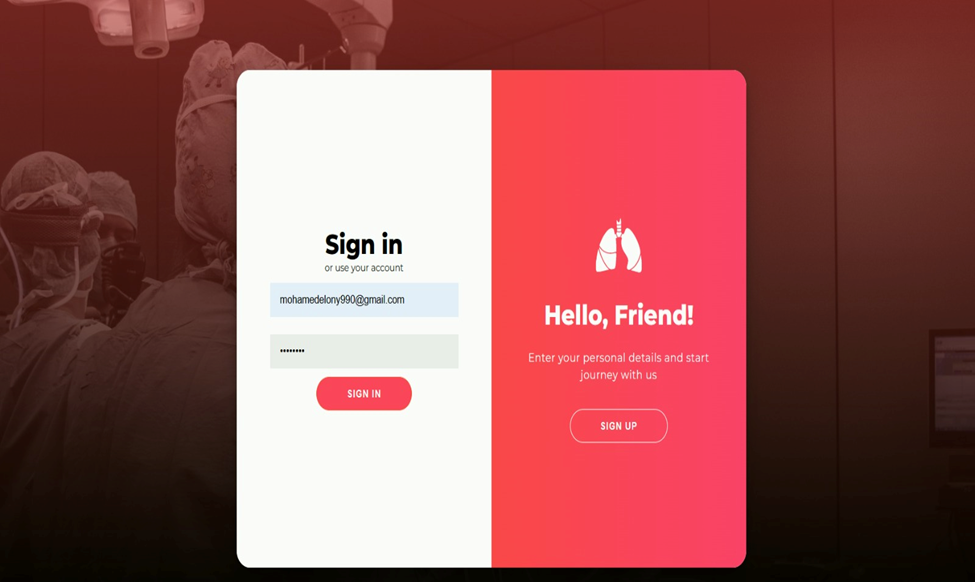 Sign in
or use your account
mohamedelony990@gmail.com
••••••••
SIGN IN
Hello, Friend!
Enter your personal details and start
journey with us
SIGN UP